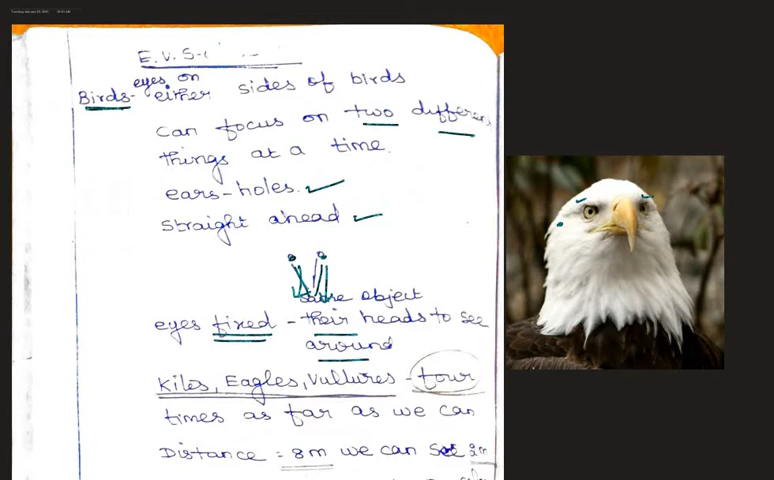 E.V.S-
eyes on
Birds- either sides of birds
can focus on two differen
things at a time.
ears-holes.
straight ahead
same object
eyes fixed - their heads to see
around
Kiles, Eagles, Vultures - four
times as far as we can
Distance = 8m we can see 2m